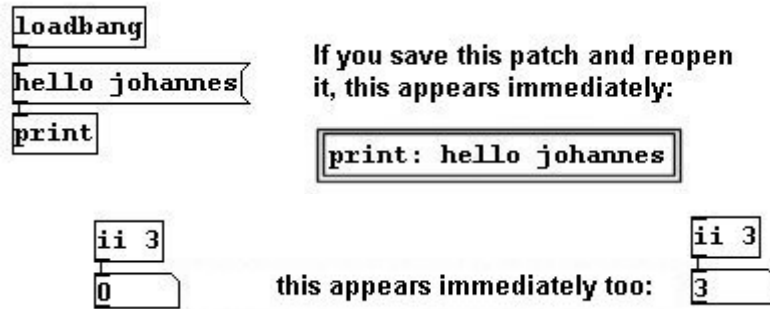 loadbang
hello johannes
print
If you save this patch and reopen
it, this appears immediately:
print: hello johannes
ii 3
0
this appears immediately too:
ii 3
3